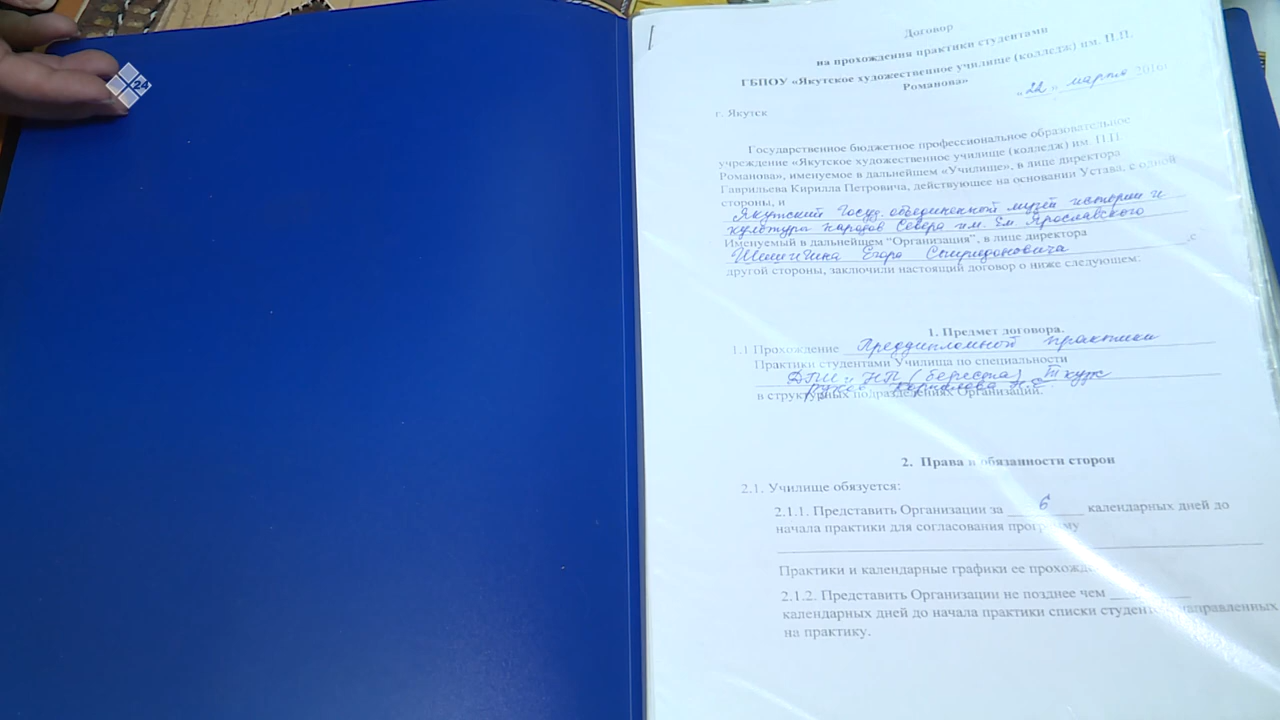 24
Договор
на прохождения практики студентами
ГБПОУ «Якутское художественное училище (колледж) им. П.П.
Романова»
«22» марта 2016г
г. Якутск
Государственное бюджетное профессиональное образовательное
учреждение «Якутское художественное училище (колледж) им. П.П.
Романова», именуемое в дальнейшем «Училище», в лице директора
Гаврильева Кирилла Петровича, действующее на основании Устава, с одной
стороны, и
Якутский Госуд. объединенный музей истории и
культуры народов Севера им. Ем. Ярославского
Именуемый в дальнейшем “Организация”, в лице директора
Шишигина Егора Спиридоновича ,с
другой стороны, заключили настоящий договор о ниже следующем:
1. Предмет договора.
1.1 Прохождение Преддипломной практики
Практики студентами Училища по специальности
ДПИ и НП (береста)
в структурных подразделениях Организации.
2. Права и обязанности сторон
2.1. Училище обязуется:
2.1.1. Представить Организации за 6 календарных дней до
начала практики для согласования программу
Практики и календарные графики ее
2.1.2. Представить Организации не позднее чем
календарных дней до начала практики списки направленных
на практику.